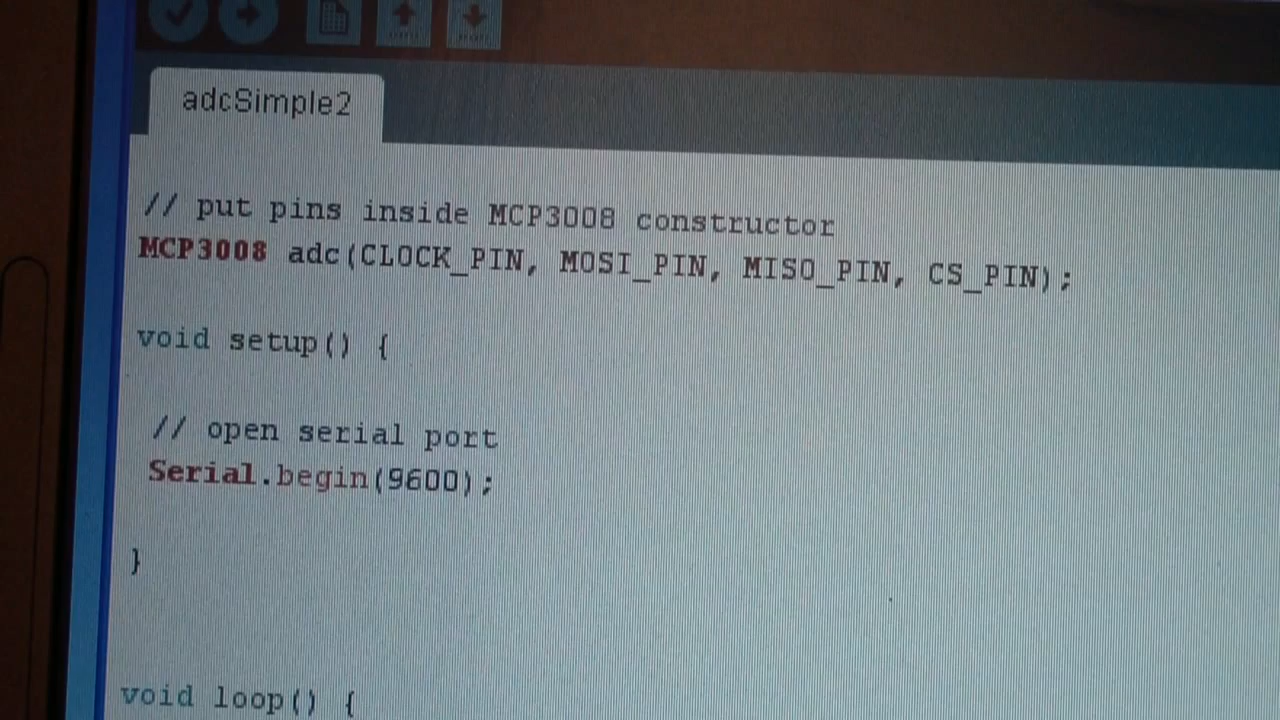 adcSimple2
// put pins inside MCP3008 constructor
MCP3008 adc(CLOCK_PIN, MOSI_PIN, MISO_PIN, CS_PIN);
void setup() {
// open serial port
Serial.begin(9600);
}
void loop() {